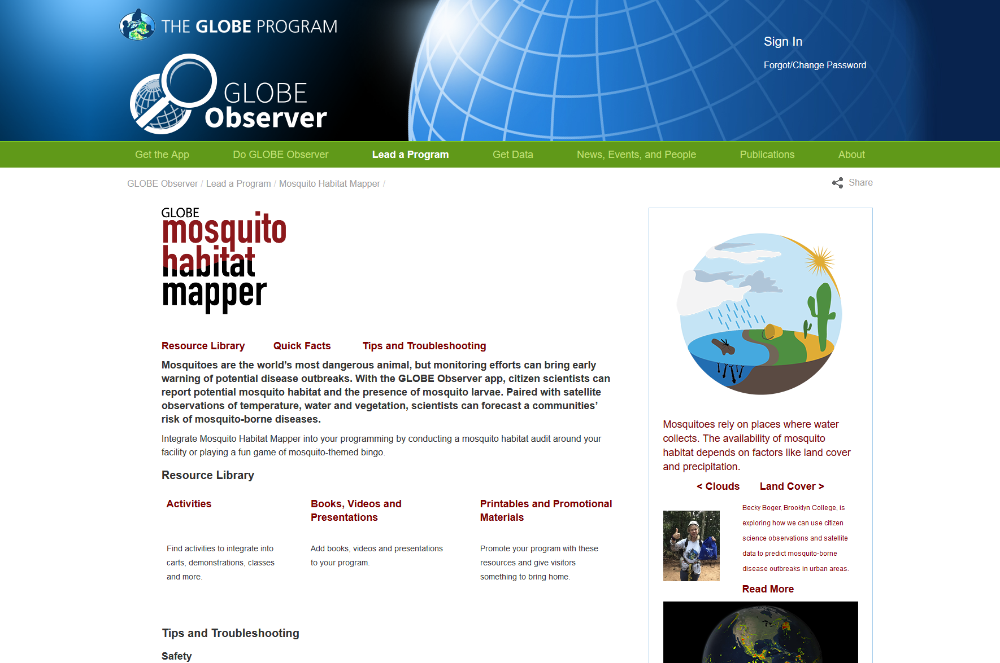 THE GLOBE PROGRAM
GLOBE
Observer
Sign In
Forgot/Change Password
Get the App
Do GLOBE Observer
Lead a Program
Get Data
News, Events, and People
Publications
About
GLOBE Observer / Lead a Program / Mosquito Habitat Mapper /
Share
GLOBE
mosquito
habitat
mapper
Resource Library
Quick Facts
Tips and Troubleshooting
Mosquitoes are the world’s most dangerous animal, but monitoring efforts can bring early
warning of potential disease outbreaks. With the GLOBE Observer app, citizen scientists can
report potential mosquito habitat and the presence of mosquito larvae. Paired with satellite
observations of temperature, water and vegetation, scientists can forecast a communities’
risk of mosquito-borne diseases.
Integrate Mosquito Habitat Mapper into your programming by conducting a mosquito habitat audit around your
facility or playing a fun game of mosquito-themed bingo.
Resource Library
Activities
Find activities to integrate into
carts, demonstrations, classes
and more.
Books, Videos and
Presentations
Add books, videos and presentations
to your program.
Printables and Promotional
Materials
Promote your program with these
resources and give visitors
something to bring home.
Tips and Troubleshooting
Safety
Mosquitoes rely on places where water
collects. The availability of mosquito
habitat depends on factors like land cover
and precipitation.
< Clouds
Land Cover >
Becky Boger, Brooklyn College, is
exploring how we can use citizen
science observations and satellite
data to predict mosquito-borne
disease outbreaks in urban areas.
Read More